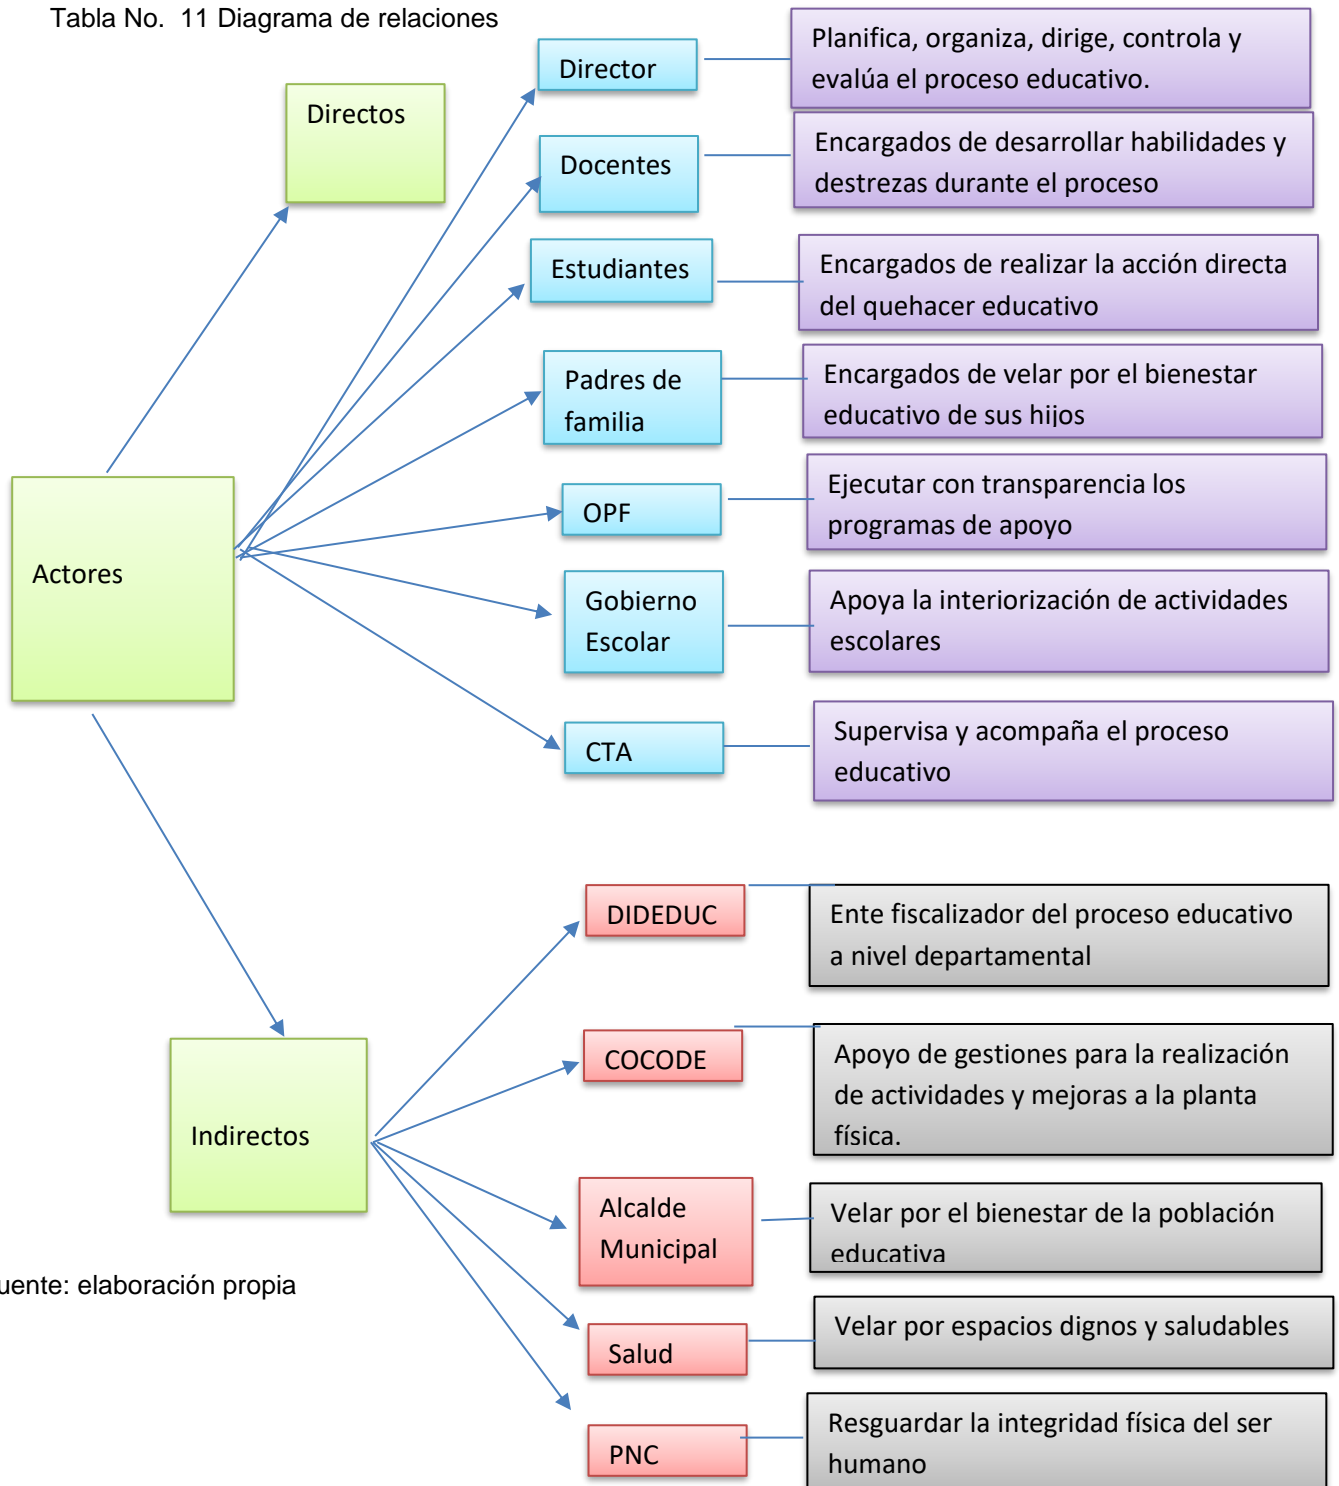 Tabla No. 11 Diagrama de relaciones
Directos
Director
Planifica, organiza, dirige, controla y
evalúa el proceso educativo.
Docentes
Encargados de desarrollar habilidades y
destrezas durante el proceso
Estudiantes
Encargados de realizar la acción directa
del quehacer educativo
Padres de
familia
Encargados de velar por el bienestar
educativo de sus hijos
Actores
OPF
Ejecutar con transparencia los
programas de apoyo
Gobierno
Escolar
Apoya la interiorización de actividades
escolares
CTA
Supervisa y acompaña el proceso
educativo
Indirectos
DIDEDUC
Ente fiscalizador del proceso educativo
a nivel departamental
COCODE
Apoyo de gestiones para la realización
de actividades y mejoras a la planta
física.
Alcalde
Municipal
Velar por el bienestar de la población
educativa
uente: elaboración propia
Salud
Velar por espacios dignos y saludables
PNC
Resguardar la integridad física del ser
humano